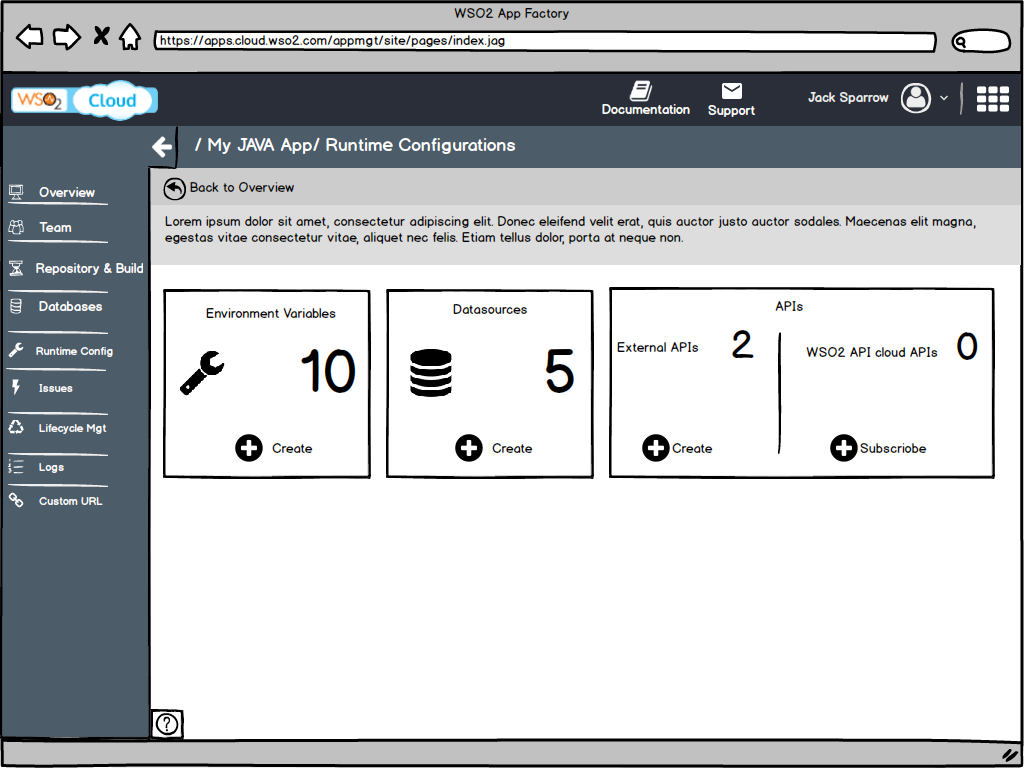 WSO2 App Factory
https://apps.cloud.wso2.com/appmgt/site/pages/index.jag
WSO2 Cloud
Documentation
Support
Jack Sparrow
/ My JAVA App/ Runtime Configurations
Back to Overview
Lorem ipsum dolor sit amet, consectetur adipiscing elit. Donec eleifend velit erat, quis auctor justo auctor sodales. Maecenas elit magna,
egestas vitae consectetur vitae, aliquet nec felis. Etiam tellus dolor, porta at neque non.
Overview
Team
Repository & Build
Databases
Runtime Config
Issues
Lifecycle Mgt
Logs
Custom URL
Environment Variables
10
Create
Datasources
5
Create
APIs
External APIs
2
Create
WSO2 API cloud APIs
0
Subscriobe
?